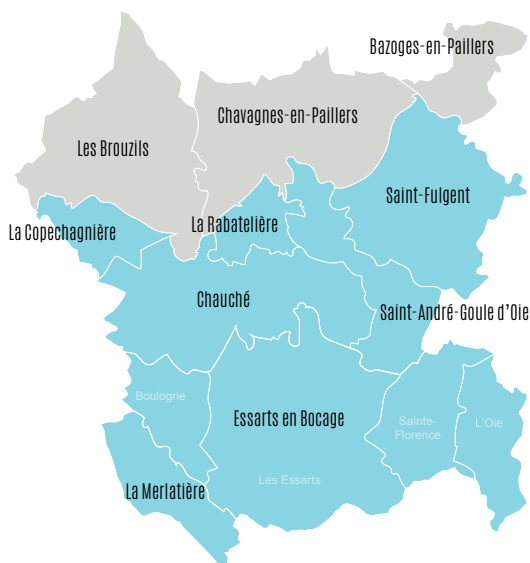 Bazoges-en-Paillers
Chavagnes-en-Paillers
Les Brouzils
Saint-Fulgent
La Rabatelière
La Copechagnière
Chauché
Saint-André-Goule d'Oie
Boulogne
Essarts en Bocage
Sainte-
Florence
L'Oie
Les Essarts
La Merlatière